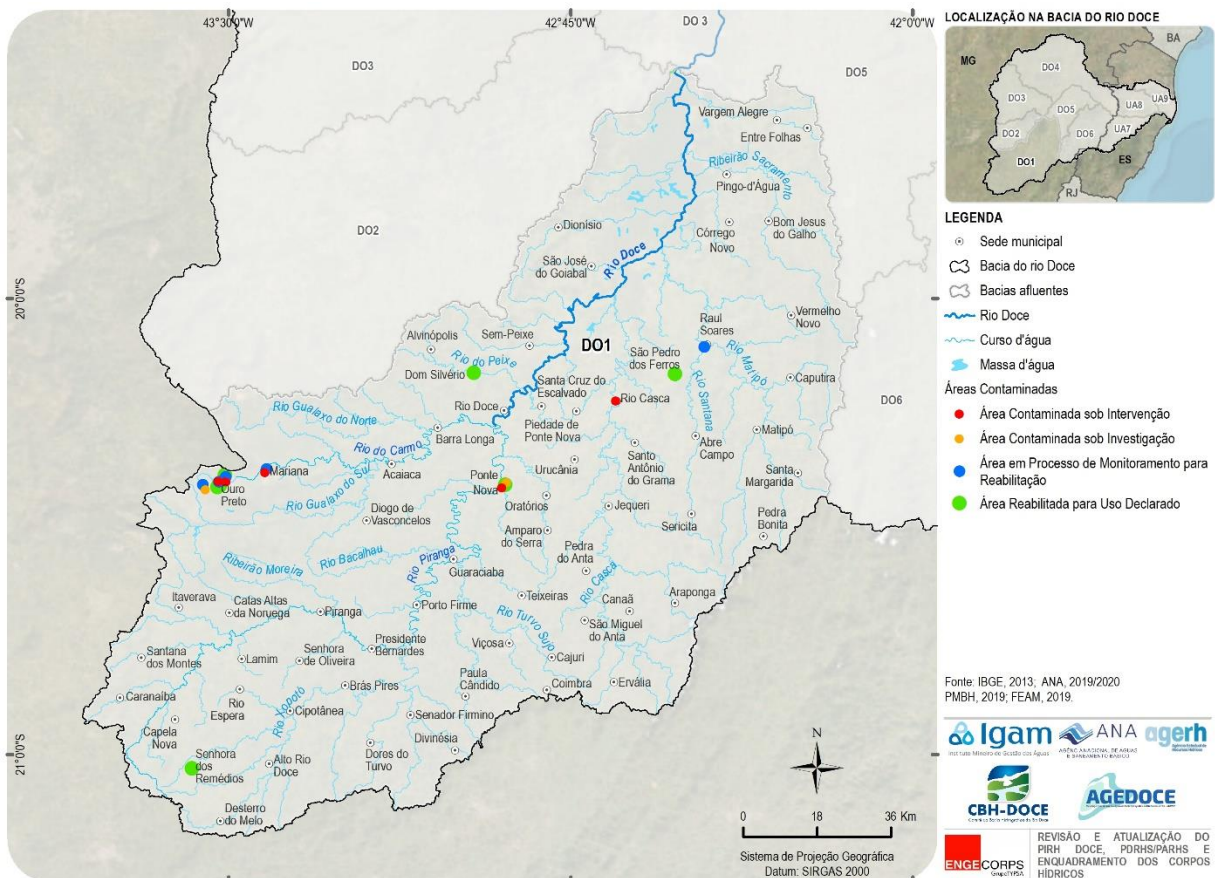 43°30'0"W
42°45'0"W
42°0'0"W
20°0'0"S
21°0'0"S
DO 3
DO3
DO5
DO2
DO6
DO1
Vargem Alegre
Entre Folhas
Ribeirão Sacramento
Pingo-d'Água
Dionísio
Córrego
Novo
Bom Jesus
do Galho
São José
do Goiabal
Rio Doce
Raul
Soares
Vermelho
Novo
Alvinópolis
Sem-Peixe
Rio do Peixe
Dom Silvério
São Pedro
dos Ferros
Rio Matipó
Santa Cruz do
Escalvado
Caputira
Rio Casca
Rio Santana
Rio Gualaxo do Norte
Rio Doce
Piedade de
Ponte Nova
Barra Longa
Matipó
Abre
Campo
Rio do Carmo
Mariana
Acaiaca
Rio Gualaxo do Sul
Ouro
Preto
Ponte
Nova
Urucânia
Santo
Antônio
do Grama
Santa
Margarida
Oratórios
Jequeri
Sericita
Pedra
Bonita
Diogo de
Vasconcelos
Amparo
do Serra
Rio Bacalhau
Ribeirão Moreira
Rio Piranga
Guaraciaba
Pedra
do Anta
Rio Casca
Itaverava
Catas Altas
da Noruega
Piranga
Porto Firme
Teixeiras
Rio Turvo Sujo
Canaã
Araponga
São Miguel
do Anta
Santana
dos Montes
Lamim
Senhora
de Oliveira
Presidente
Bernardes
Viçosa
Cajuri
Caranaíba
Rio
Espera
Brás Pires
Paula
Cândido
Coimbra
Ervália
Rio Xopotó
Cipotânea
Senador Firmino
Capela
Nova
Divinésia
Senhora
dos
Remédios
Alto Rio
Doce
Dores do
Turvo
Desterro
do Melo
N
0 18 36 Km
Sistema de Projeção Geográfica
Datum: SIRGAS 2000
LOCALIZAÇÃO NA BACIA DO RIO DOCE
MG
BA
DO4
DO3
DO5
UA8
UA9
DO2
DO6
UA7
DO1
ES
RJ
LEGENDA
Sede municipal
Bacia do rio Doce
Bacias afluentes
Rio Doce
Curso d'água
Massa d'água
Áreas Contaminadas
Área Contaminada sob Intervenção
Área Contaminada sob Investigação
Área em Processo de Monitoramento para
Reabilitação
Área Reabilitada para Uso Declarado
Fonte: IBGE, 2013; ANA, 2019/2020
PMBH, 2019; FEAM, 2019.
Igam
Instituto Mineiro de Gestão das Águas
ANA
AGÊNCIA NACIONAL DE ÁGUAS
E SANEAMENTO BÁSICO
agerh
CBH-DOCE
AGEDOCE
ENGECORPS
GrupoTYPSA
REVISÃO E ATUALIZAÇÃO DO
PIRH DOCE, PDRHS/PARHS E
ENQUADRAMENTO DOS CORPOS
HÍDRICOS